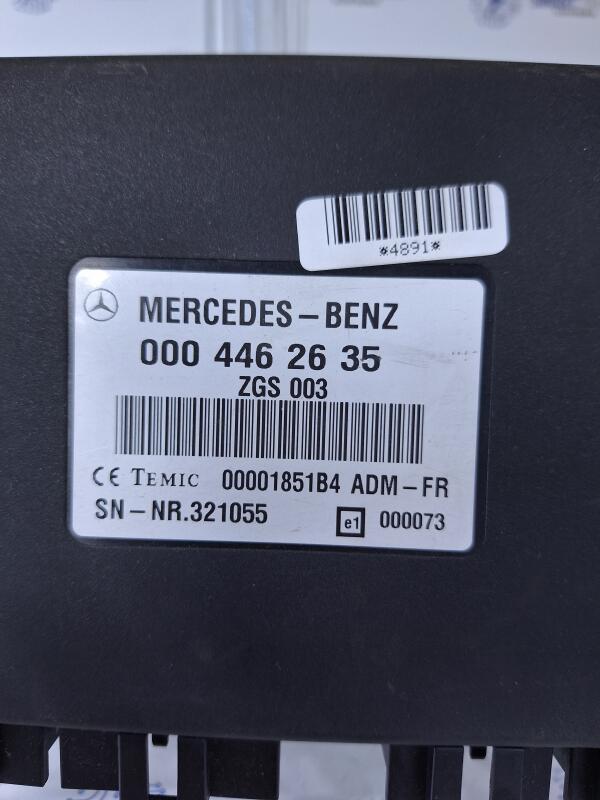 *4891*
MERCEDES-BENZ
000 446 26 35
ZGS 003
CE TEMIC 00001851B4 ADM-FR
SN-NR.321055 e1 000073